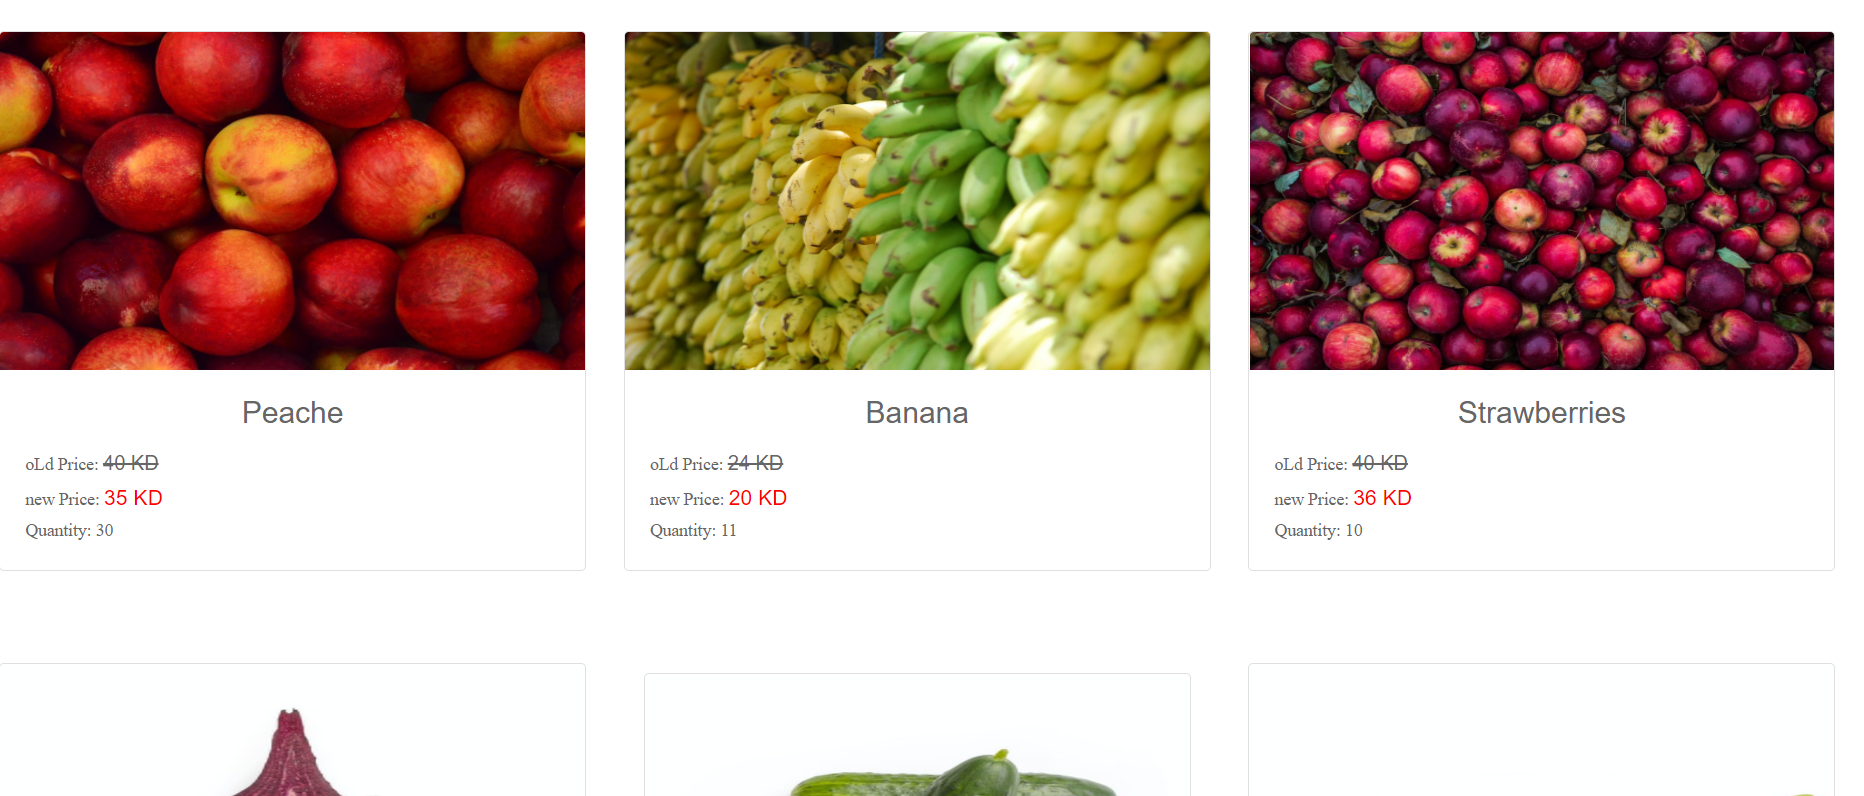 Peache
oLd Price: 40 KD
new Price: 35 KD
Quantity: 30
Banana
oLd Price: 24 KD
new Price: 20 KD
Quantity: 11
Strawberries
oLd Price: 40 KD
new Price: 36 KD
Quantity: 10